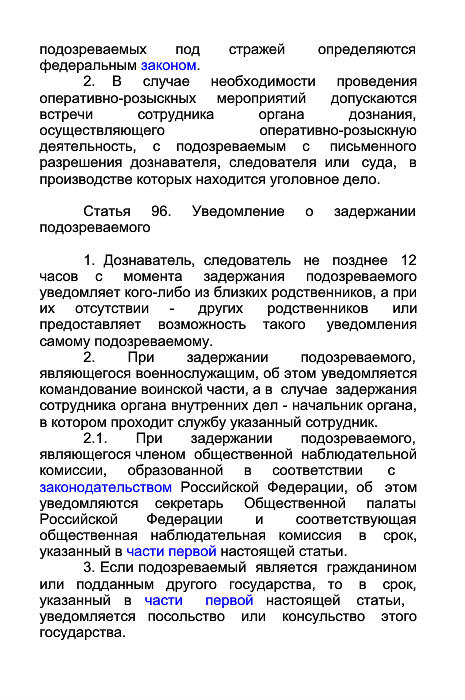 подозреваемых под стражей определяются
федеральным законом.
2. В случае необходимости проведения
оперативно-розыскных мероприятий допускаются
встречи сотрудника органа дознания,
осуществляющего оперативно-розыскную
деятельность, с подозреваемым с письменного
разрешения дознавателя, следователя или суда, в
производстве которых находится уголовное дело.
Статья 96. Уведомление о задержании
подозреваемого
1. Дознаватель, следователь не позднее 12
часов с момента задержания подозреваемого
уведомляет кого-либо из близких родственников, а при
их отсутствии - других родственников или
предоставляет возможность такого уведомления
самому подозреваемому.
2. При задержании подозреваемого,
являющегося военнослужащим, об этом уведомляется
командование воинской части, а в случае задержания
сотрудника органа внутренних дел - начальник органа,
в котором проходит службу указанный сотрудник.
2.1. При задержании подозреваемого,
являющегося членом общественной наблюдательной
комиссии, образованной в соответствии с
законодательством Российской Федерации, об этом
уведомляются секретарь Общественной палаты
Российской Федерации и соответствующая
общественная наблюдательная комиссия в срок,
указанный в части первой настоящей статьи.
3. Если подозреваемый является гражданином
или подданным другого государства, то в срок,
указанный в части первой настоящей статьи,
уведомляется посольство или консульство этого
государства.